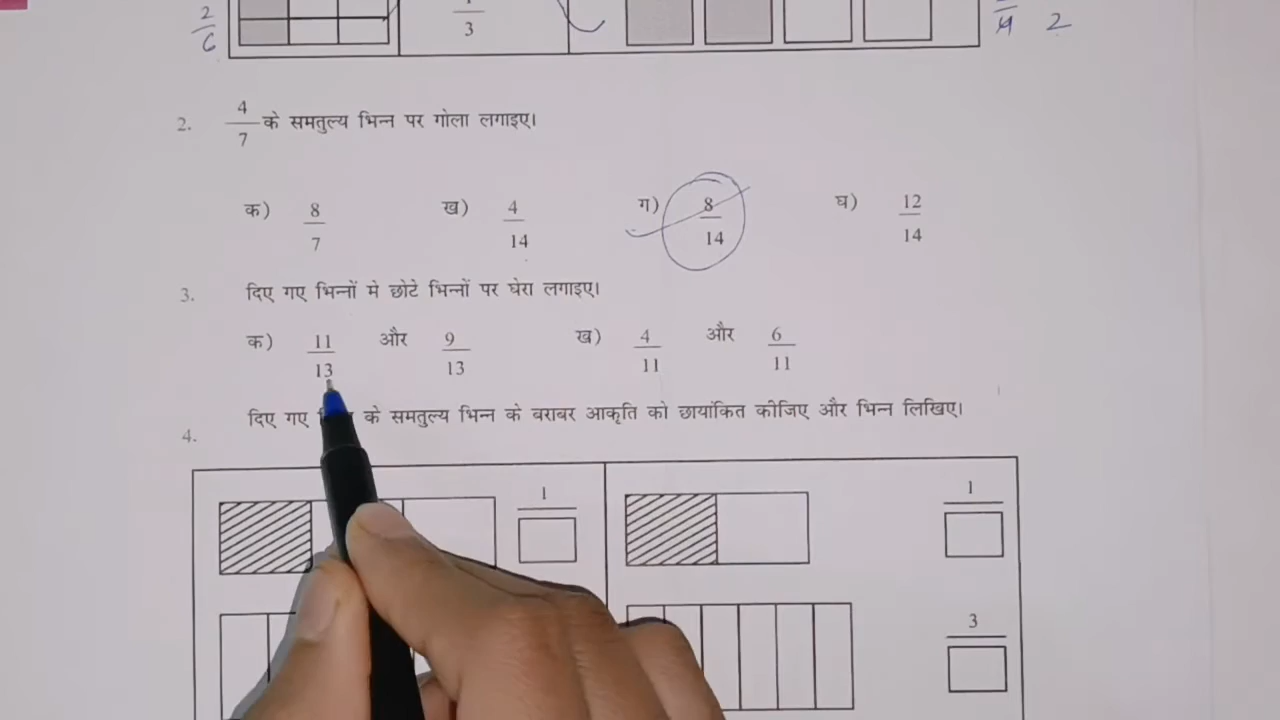 2/6 1/3 4 2
2. 4/7 के समतुल्य भिन्न पर गोला लगाइए।
क) 8/7 ख) 4/14 ग) 8/14 घ) 12/14
3. दिए गए भिन्नों मे छोटे भिन्नों पर घेरा लगाइए।
क) 11/13 और 9/13 ख) 4/11 और 6/11
4. दिए गए के समतुल्य भिन्न के बराबर आकृति को छायांकित कीजिए और भिन्न लिखिए।
1 1
3